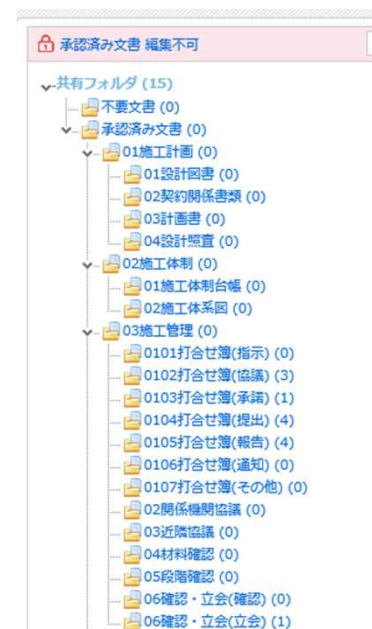 承認済み文書 編集不可
共有フォルダ (15)
不要文書 (0)
承認済み文書 (0)
01施工計画 (0)
01設計図書 (0)
02契約関係書類 (0)
03計画書 (0)
04設計照査 (0)
02施工体制 (0)
01施工体制台帳 (0)
02施工体系図 (0)
03施工管理 (0)
0101打合せ簿(指示) (0)
0102打合せ簿(協議) (3)
0103打合せ簿(承諾) (1)
0104打合せ簿(提出) (4)
0105打合せ簿(報告) (4)
0106打合せ簿(通知) (0)
0107打合せ簿(その他) (0)
02関係機関協議 (0)
03近隣協議 (0)
04材料確認 (0)
05段階確認 (0)
06確認・立会(確認) (0)
06確認・立会(立会) (1)